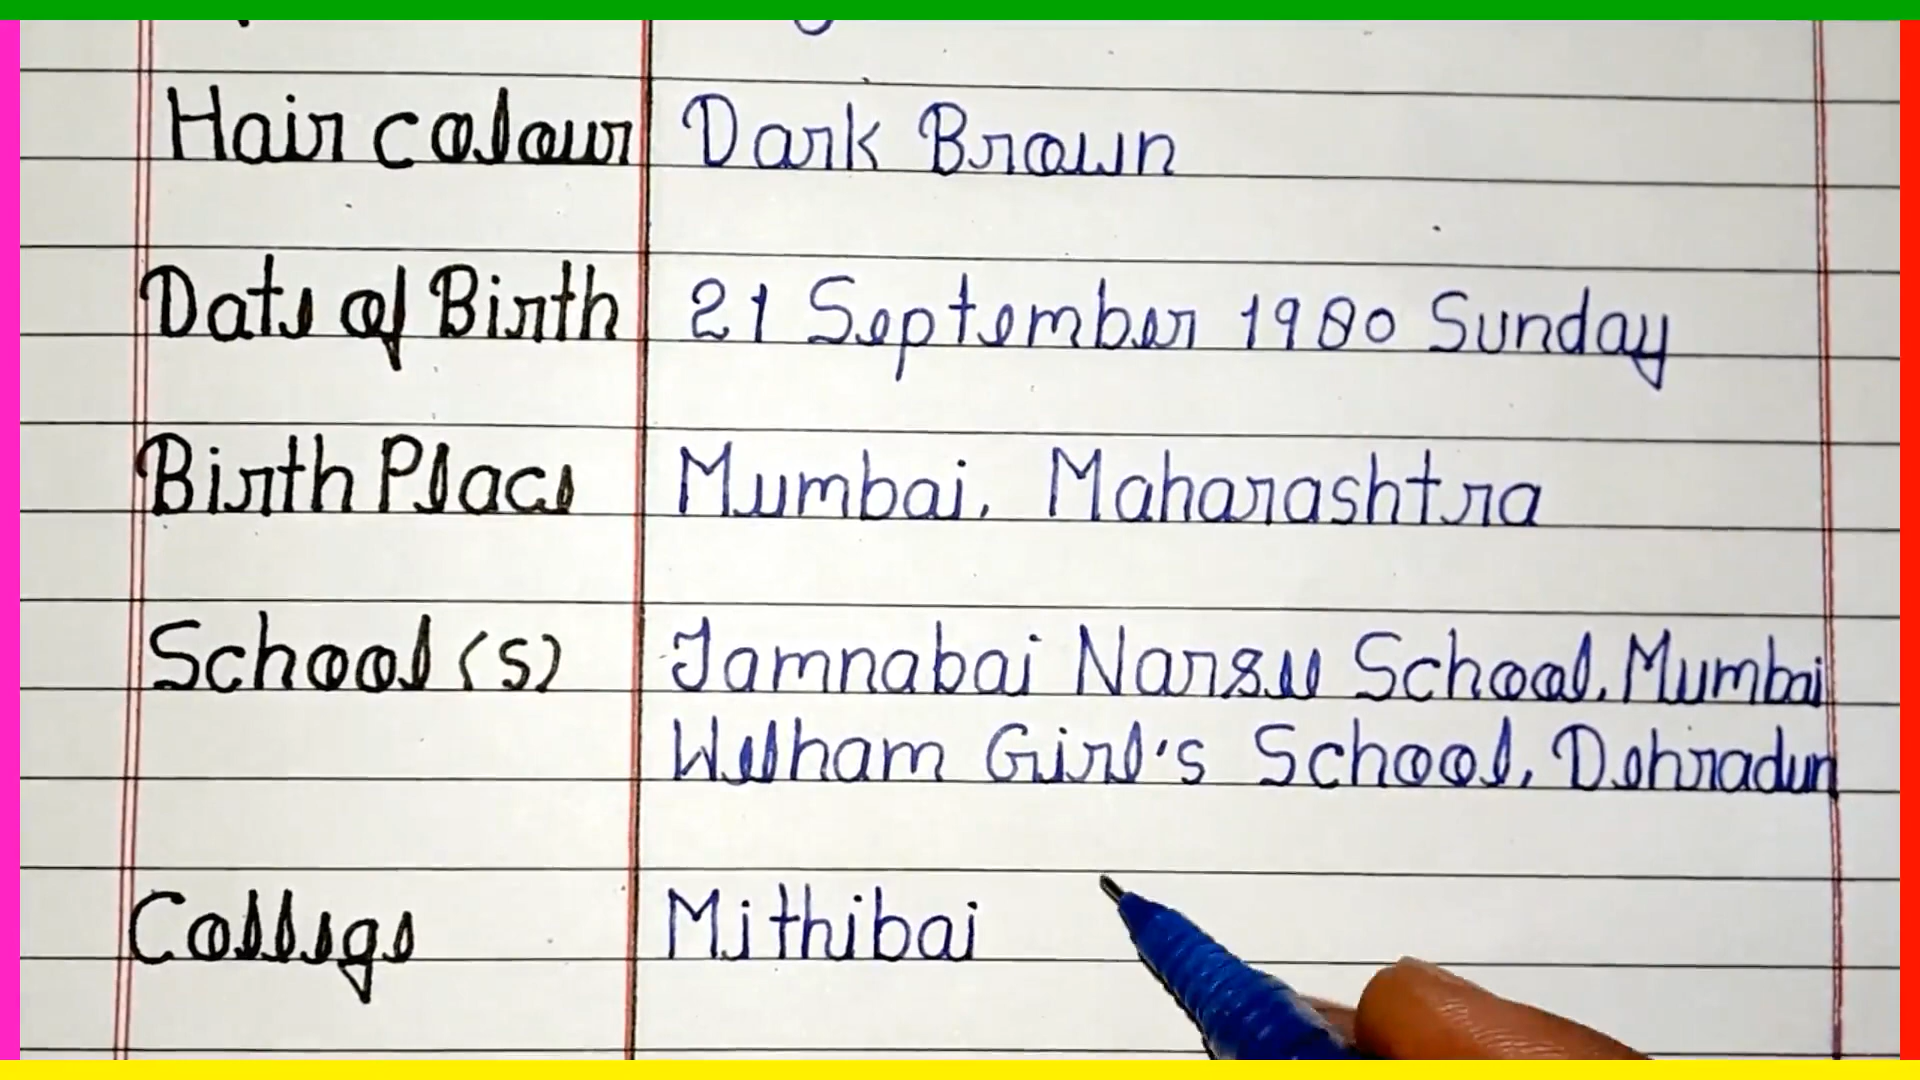 Hair colour Dark Brown
Date of Birth 21 September 1980 Sunday
Birth Place Mumbai, Maharashtra
School (s) Jamnabai Narsee School, Mumbai
Welham Girl's School, Dehradun
College Mithibai